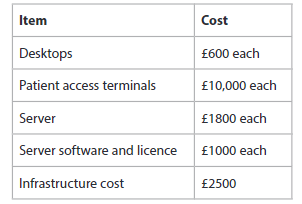 Item Cost
Desktops £600 each
Patient access terminals £10,000 each
Server £1800 each
Server software and licence £1000 each
Infrastructure cost £2500